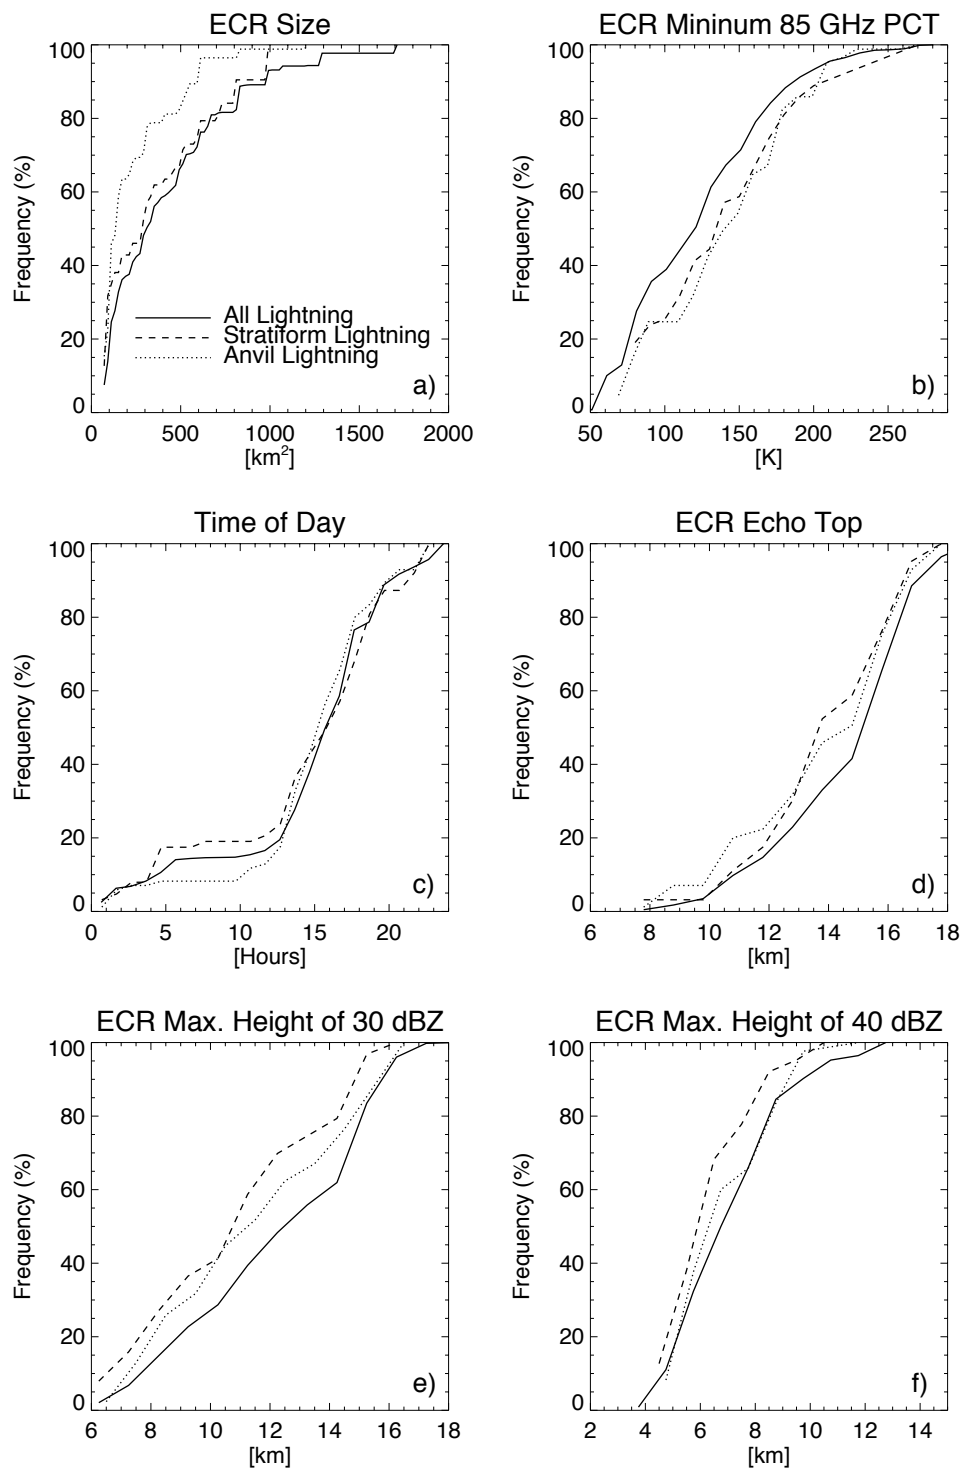 ECR Size
100
80
60
40
20
0
Frequency (%)
All Lightning
Stratiform Lightning
Anvil Lightning
a)
0 500 1000 1500 2000
[km²]
ECR Mininum 85 GHz PCT
100
80
60
40
20
0
Frequency (%)
b)
50 100 150 200 250
[K]
Time of Day
100
80
60
40
20
0
Frequency (%)
c)
0 5 10 15 20
[Hours]
ECR Echo Top
100
80
60
40
20
0
Frequency (%)
d)
6 8 10 12 14 16 18
[km]
ECR Max. Height of 30 dBZ
100
80
60
40
20
0
Frequency (%)
e)
6 8 10 12 14 16 18
[km]
ECR Max. Height of 40 dBZ
100
80
60
40
20
0
Frequency (%)
f)
2 4 6 8 10 12 14
[km]